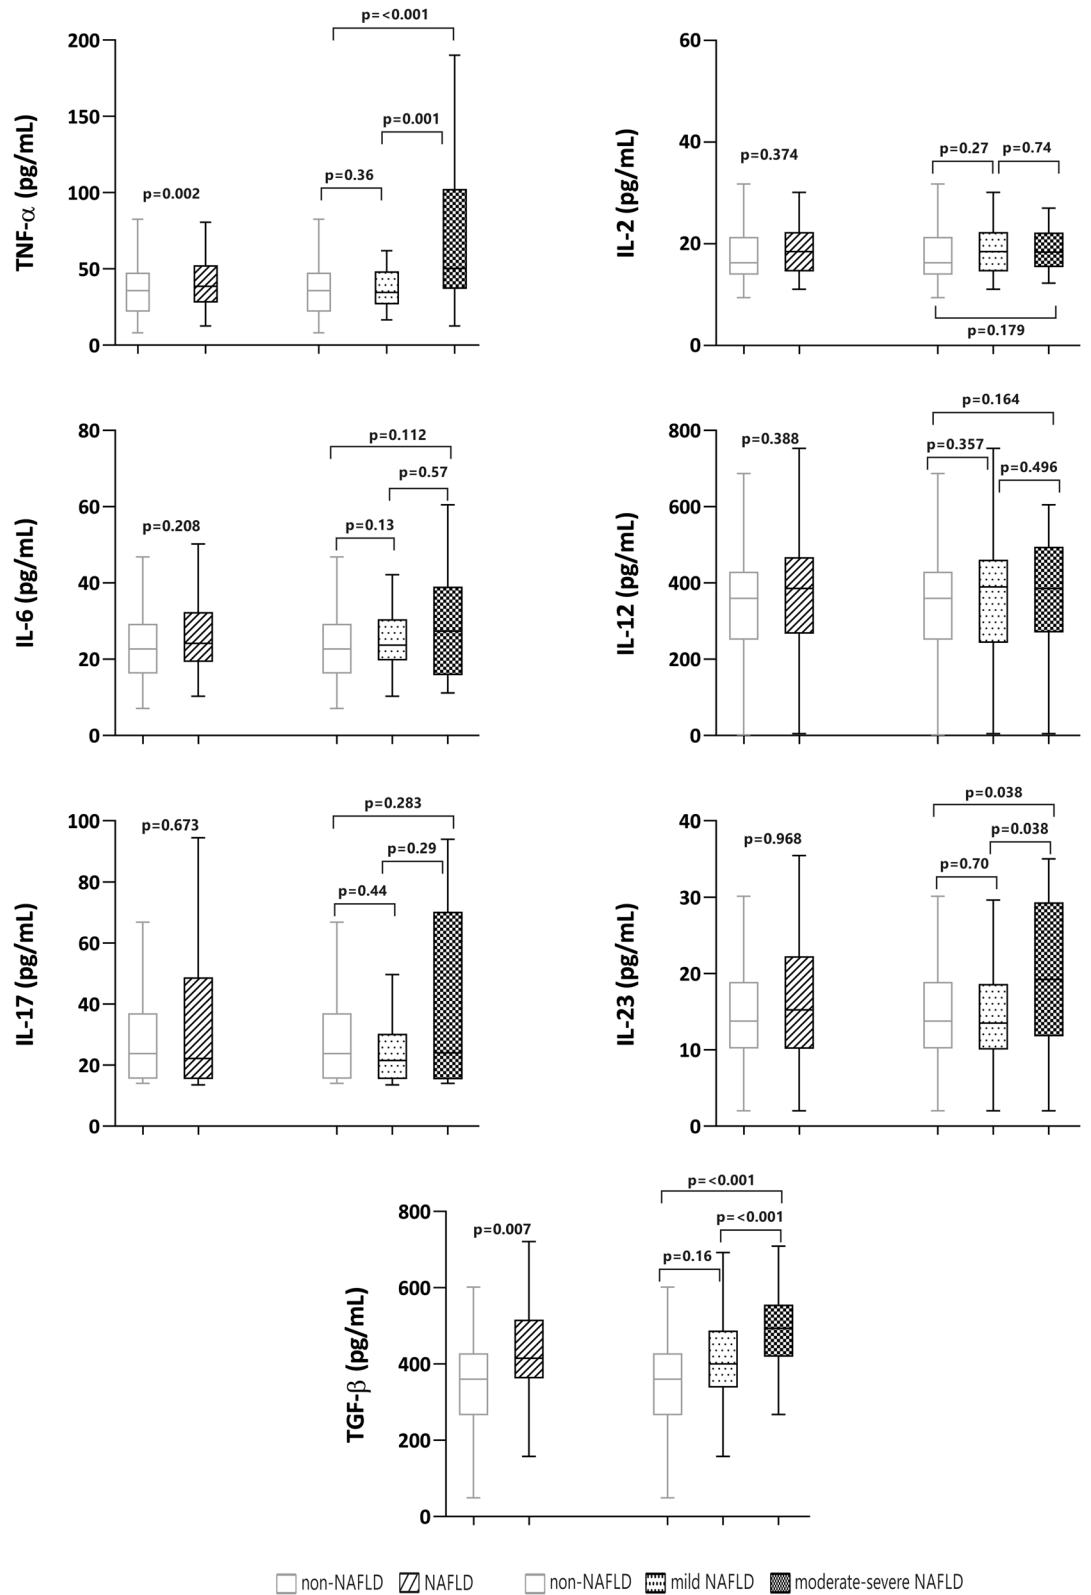 p=<0.001
200
150
100
50
0
TNF-α (pg/mL)
p=0.002
p=0.36
p=0.001
60
40
20
0
IL-2 (pg/mL)
p=0.374
p=0.27
p=0.74
p=0.179
80
60
40
20
0
IL-6 (pg/mL)
p=0.208
p=0.112
p=0.57
p=0.13
800
600
400
200
0
IL-12 (pg/mL)
p=0.388
p=0.164
p=0.357
p=0.496
100
80
60
40
20
0
IL-17 (pg/mL)
p=0.673
p=0.283
p=0.29
p=0.44
40
30
20
10
0
IL-23 (pg/mL)
p=0.968
p=0.038
p=0.038
p=0.70
800
600
400
200
0
TGF-β (pg/mL)
p=0.007
p=<0.001
p=<0.001
p=0.16
non-NAFLD NAFLD non-NAFLD mild NAFLD moderate-severe NAFLD